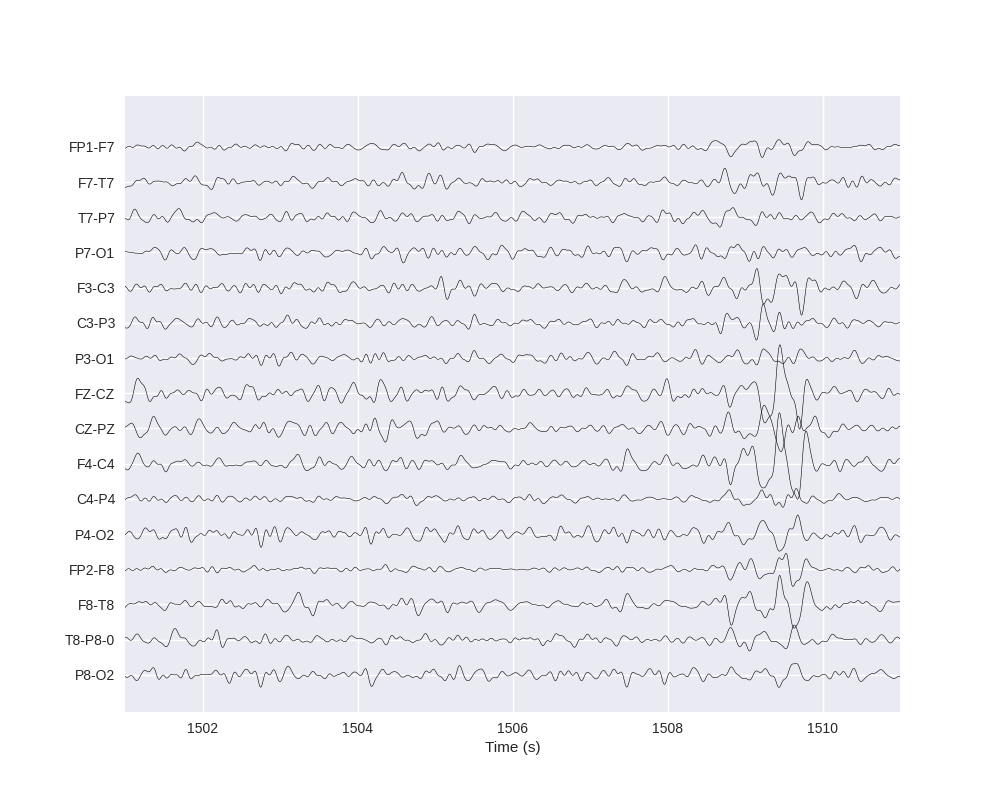 FP1-F7
F7-T7
T7-P7
P7-O1
F3-C3
C3-P3
P3-O1
FZ-CZ
CZ-PZ
F4-C4
C4-P4
P4-O2
FP2-F8
F8-T8
T8-P8-0
P8-O2
1502 1504 1506 1508 1510
Time (s)